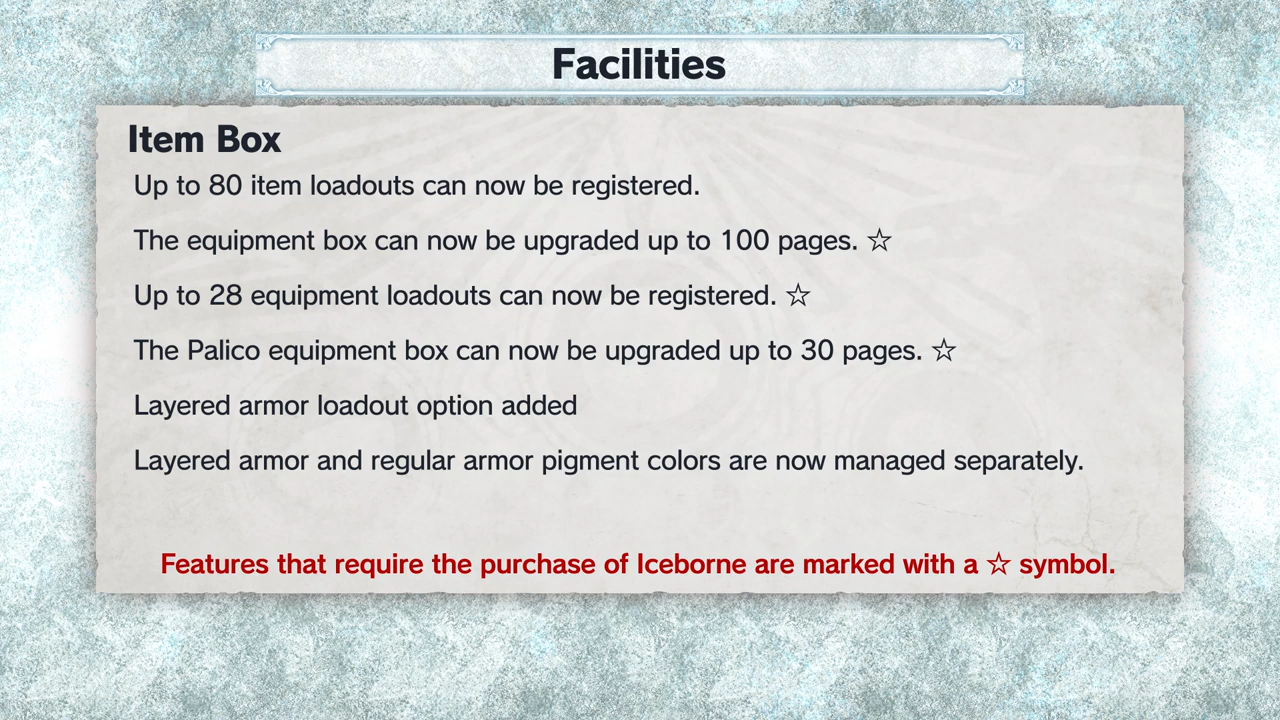 Facilities
Item Box
Up to 80 item loadouts can now be registered.
The equipment box can now be upgraded up to 100 pages. ☆
Up to 28 equipment loadouts can now be registered. ☆
The Palico equipment box can now be upgraded up to 30 pages. ☆
Layered armor loadout option added
Layered armor and regular armor pigment colors are now managed separately.
Features that require the purchase of Iceborne are marked with a ☆ symbol.